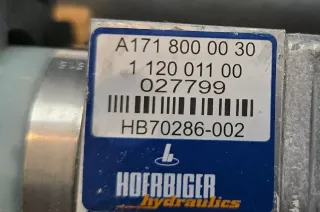 A171 800 00 30
1 120 011 00
027799
HB70286-002
HOERBIGER
hydraulics